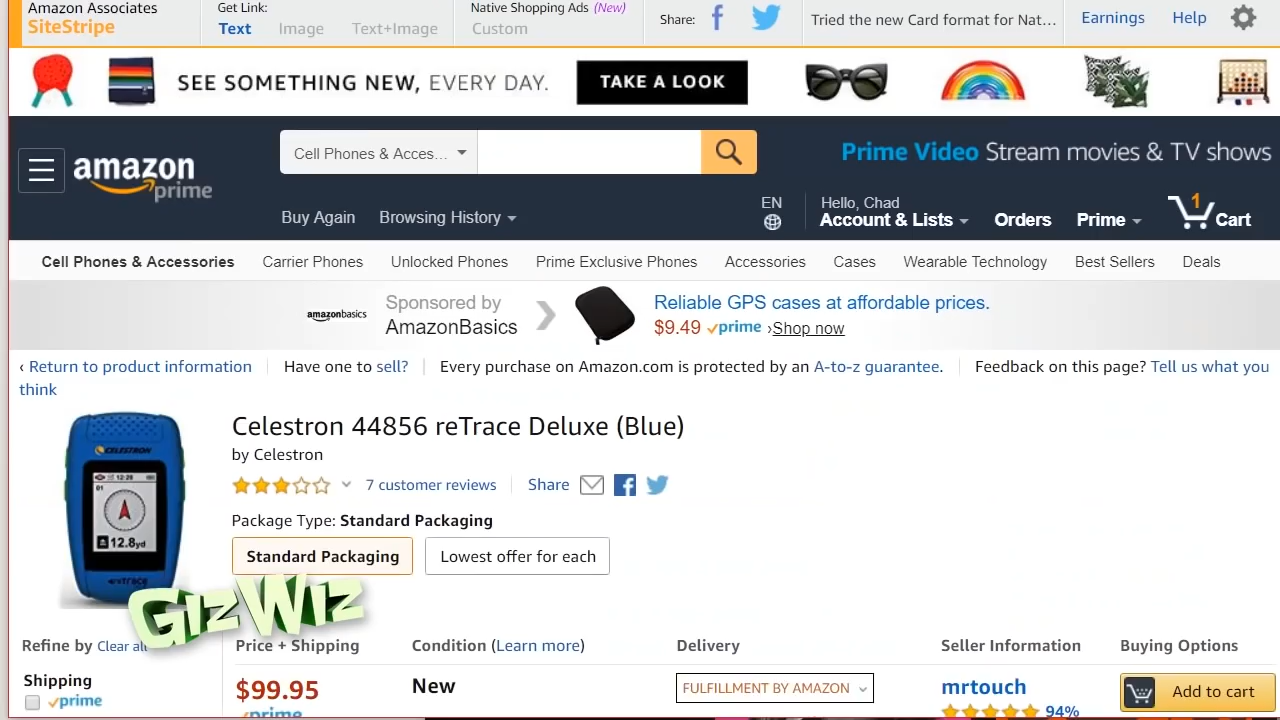 Amazon Associates
SiteStripe
Get Link:
Text Image Text+Image
Native Shopping Ads (New)
Custom
Share:
Tried the new Card format for Nat...
Earnings Help
SEE SOMETHING NEW, EVERY DAY. TAKE A LOOK
amazon prime
Cell Phones & Acces...
Prime Video Stream movies & TV shows
Buy Again Browsing History
EN
Hello, Chad
Account & Lists
Orders Prime 1 Cart
Cell Phones & Accessories Carrier Phones Unlocked Phones Prime Exclusive Phones Accessories Cases Wearable Technology Best Sellers Deals
amazonbasics
Sponsored by
AmazonBasics
Reliable GPS cases at affordable prices.
$9.49 prime ›Shop now
‹ Return to product information Have one to sell? Every purchase on Amazon.com is protected by an A-to-z guarantee. Feedback on this page? Tell us what you
think
CELESTRON
12:28
01
12.8yd
reTrace
Celestron 44856 reTrace Deluxe (Blue)
by Celestron
7 customer reviews Share
Package Type: Standard Packaging
Standard Packaging Lowest offer for each
GizWiz
Refine by Clear all
Price + Shipping Condition (Learn more) Delivery Seller Information Buying Options
Shipping
prime
$99.95
prime
New
FULFILLMENT BY AMAZON
mrtouch
94%
Add to cart